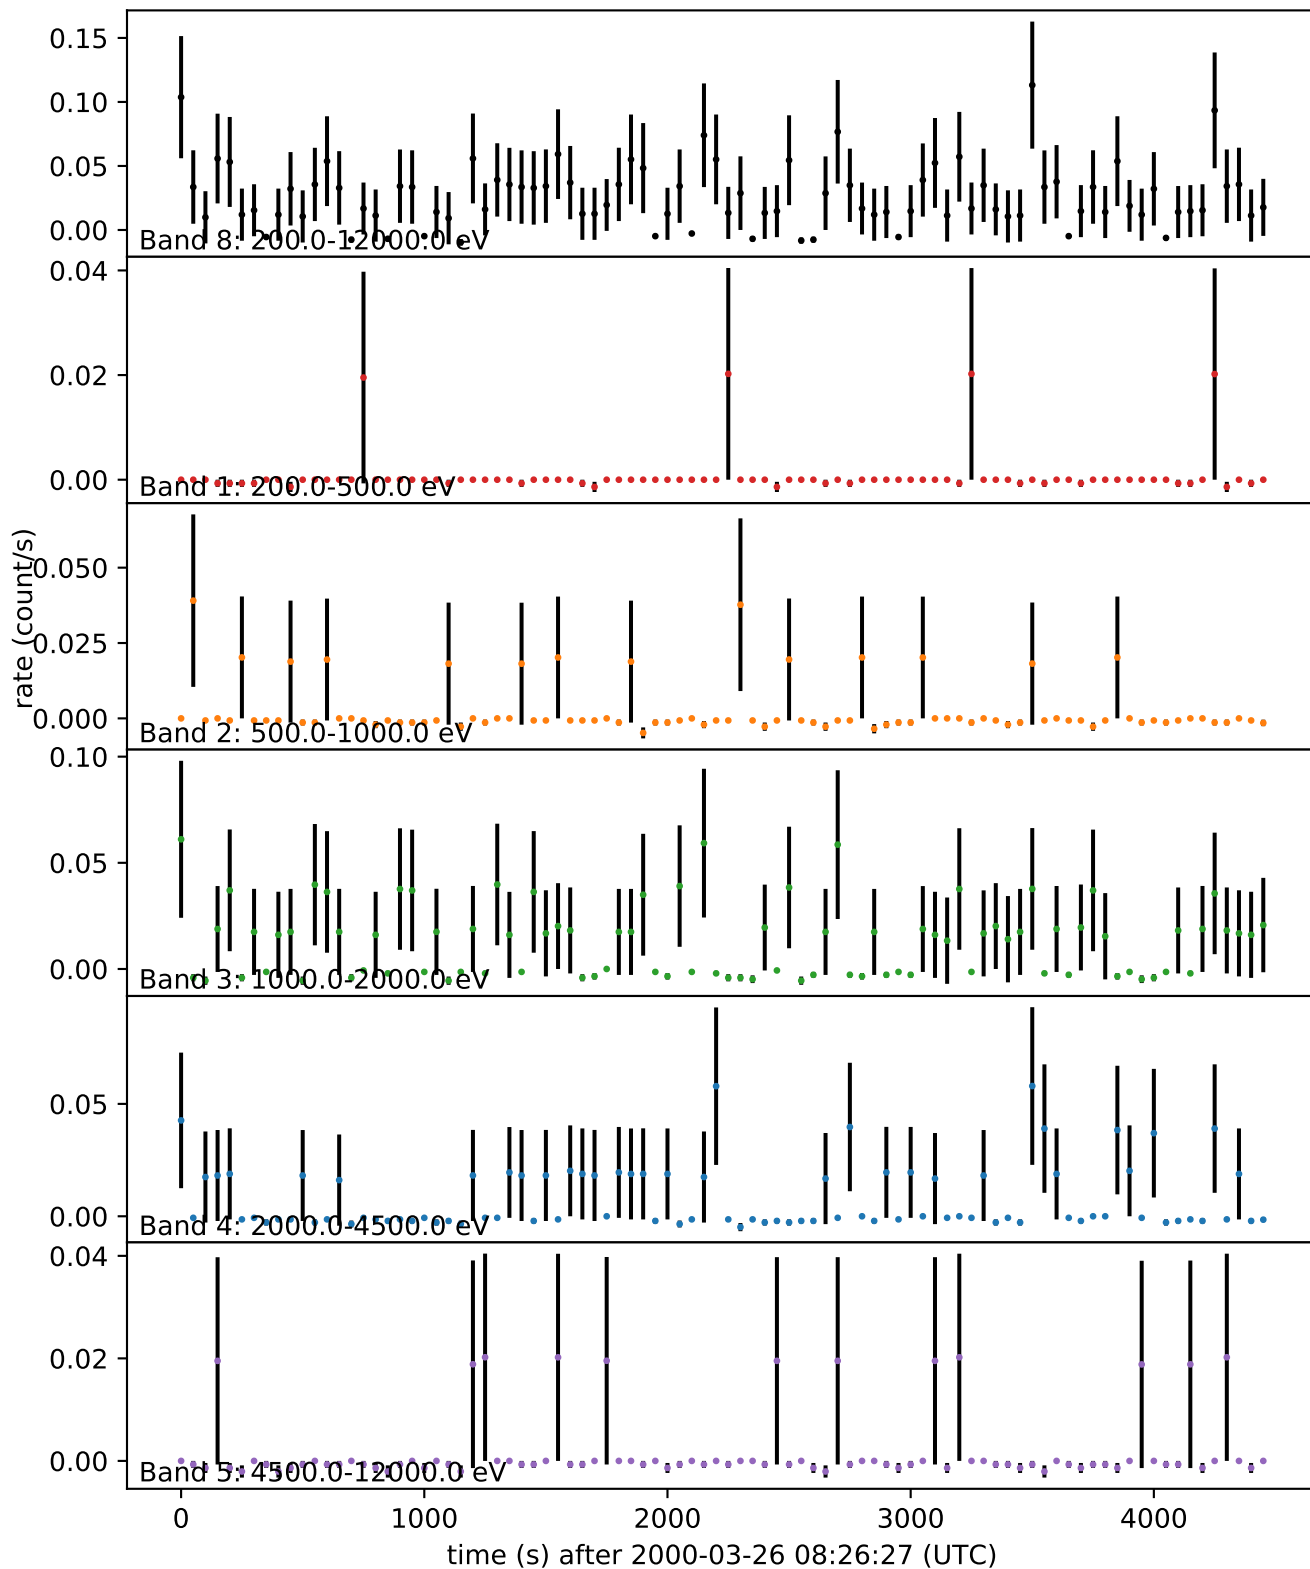 0.15
0.10
0.05
0.00
Band 8: 200.0-12000.0 eV
0.04
0.02
0.00
Band 1: 200.0-500.0 eV
rate (count/s)
0.050
0.025
0.000
Band 2: 500.0-1000.0 eV
0.10
0.05
0.00
Band 3: 1000.0-2000.0 eV
0.05
0.00
Band 4: 2000.0-4500.0 eV
0.04
0.02
0.00
Band 5: 4500.0-12000.0 eV
0 1000 2000 3000 4000
time (s) after 2000-03-26 08:26:27 (UTC)